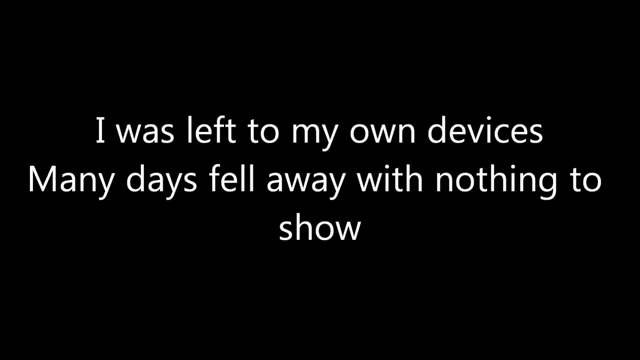 I was left to my own devices
Many days fell away with nothing to
show